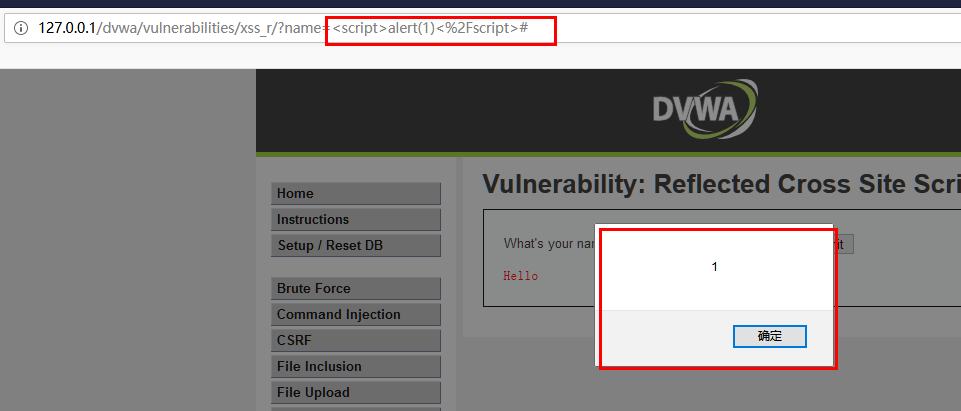 127.0.0.1/dvwa/vulnerabilities/xss_r/?name=<script>alert(1)<%2Fscript>#
DVWA
Home
Instructions
Setup / Reset DB
Brute Force
Command Injection
CSRF
File Inclusion
File Upload
Vulnerability: Reflected Cross Site Scri
What's your nam
it
Hello
1
确定